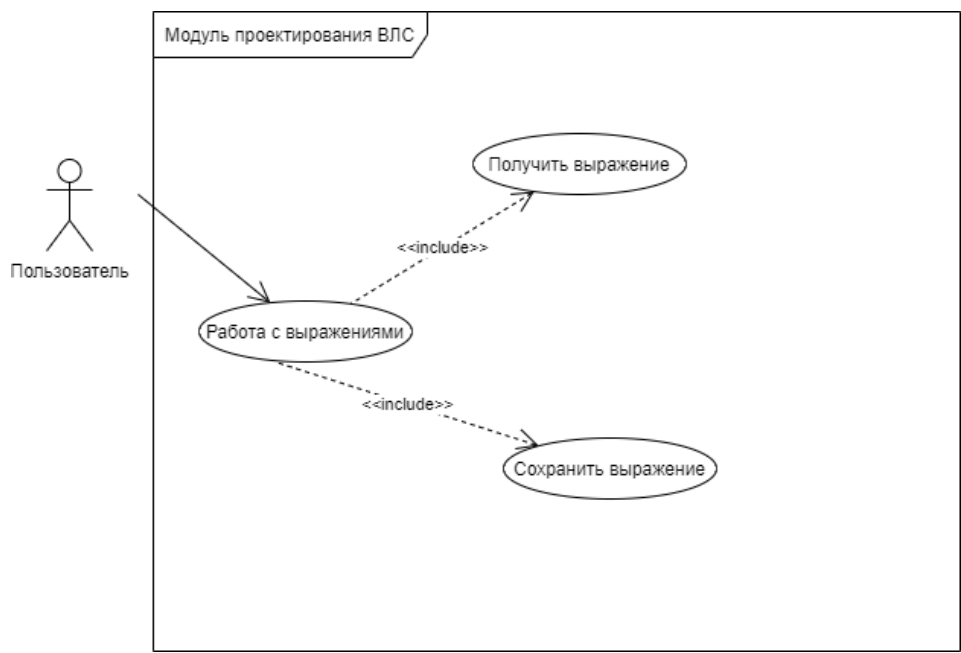 Модуль проектирования ВЛС
Получить выражение
<<include>>
Пользователь
Работа с выражениями
<<include>>
Сохранить выражение